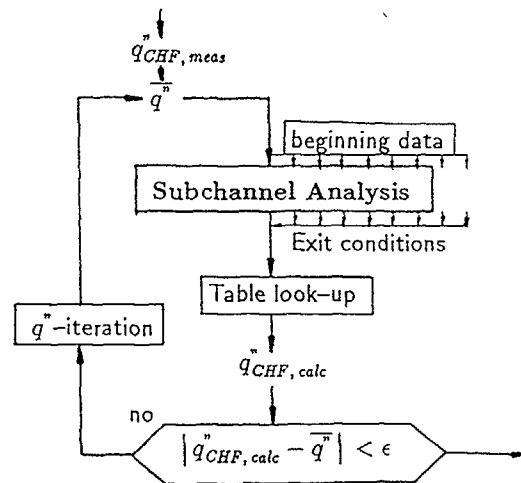 q"CHF, meas
q"
beginning data
Subchannel Analysis
Exit conditions
Table look-up
q"-iteration
q"CHF, calc
no
|q"CHF, calc - q̅"̅| < ϵ